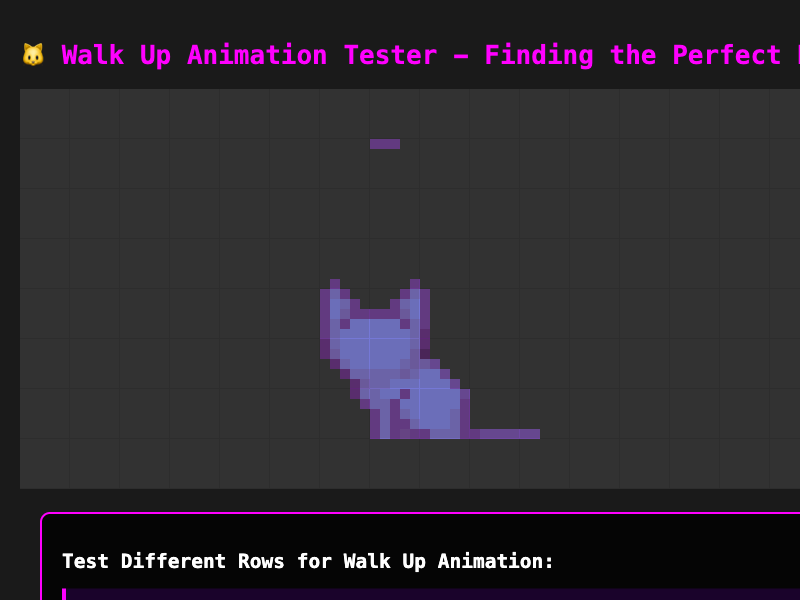 🐱 Walk Up Animation Tester – Finding the Perfect
Test Different Rows for Walk Up Animation: